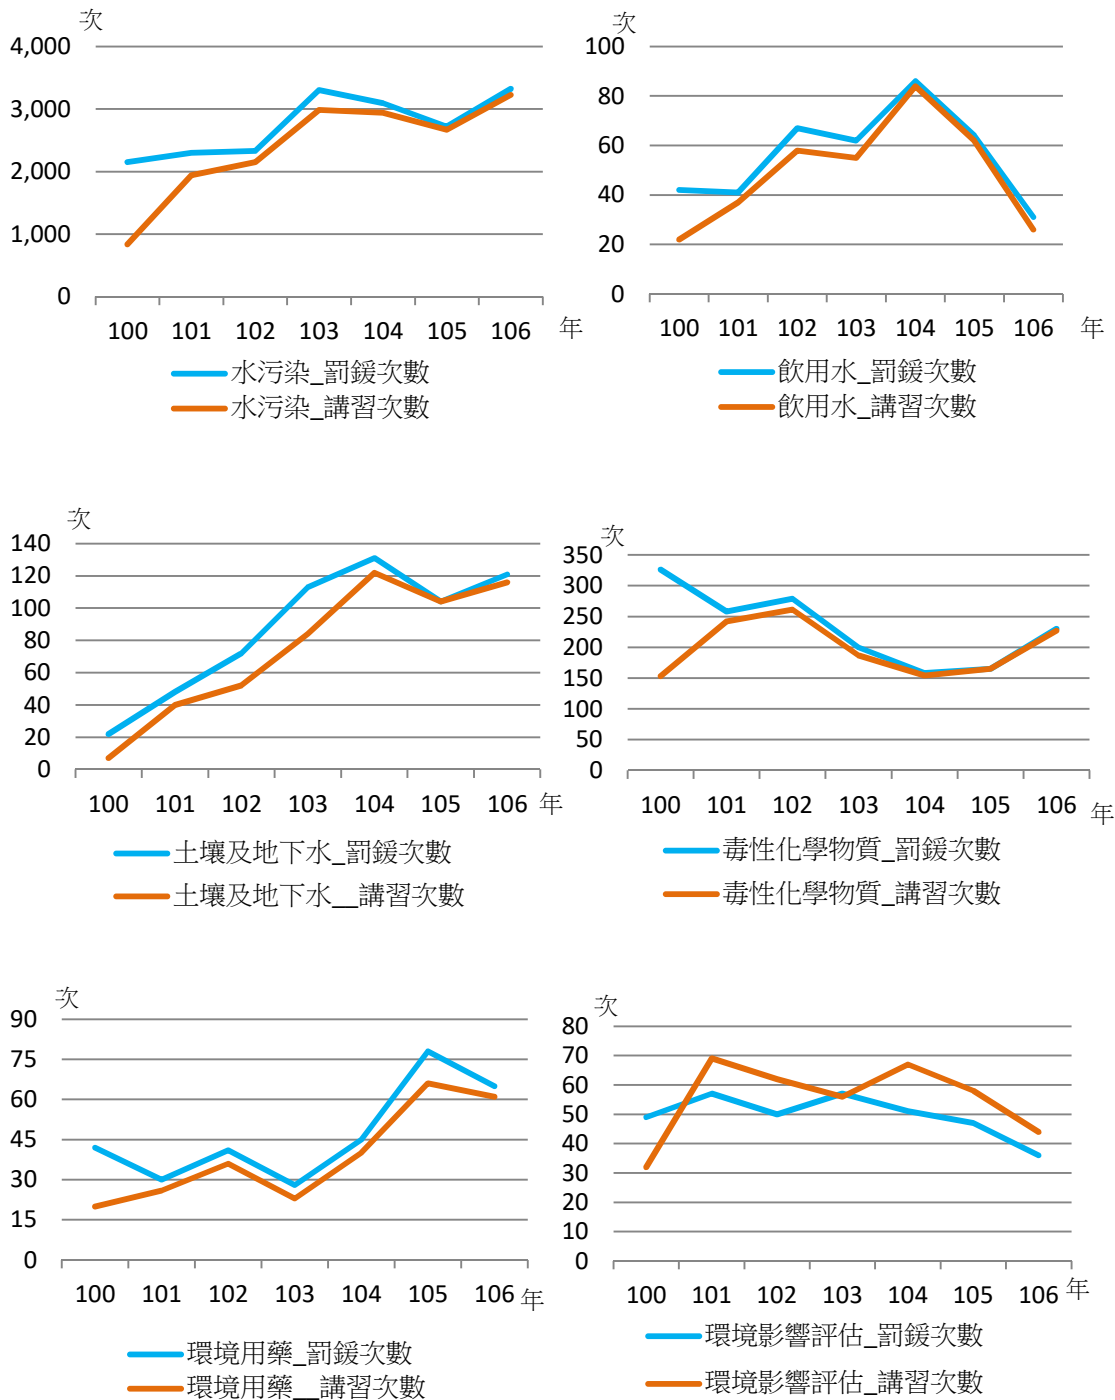 次
4,000
3,000
2,000
1,000
0
100 101 102 103 104 105 106 年
水污染_罰鍰次數
水污染_講習次數
次
100
80
60
40
20
0
100 101 102 103 104 105 106 年
飲用水_罰鍰次數
飲用水_講習次數
次
140
120
100
80
60
40
20
0
100 101 102 103 104 105 106 年
土壤及地下水_罰鍰次數
土壤及地下水__講習次數
次
350
300
250
200
150
100
50
0
100 101 102 103 104 105 106 年
毒性化學物質_罰鍰次數
毒性化學物質_講習次數
次
90
75
60
45
30
15
0
100 101 102 103 104 105 106 年
環境用藥_罰鍰次數
環境用藥__講習次數
次
80
70
60
50
40
30
20
10
0
100 101 102 103 104 105 106 年
環境影響評估_罰鍰次數
環境影響評估_講習次數